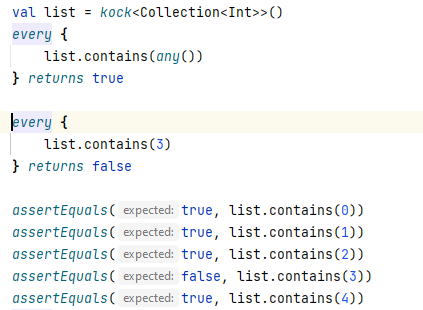 val list = kock<Collection<Int>>()
every {
list.contains(any())
} returns true
every {
list.contains(3)
} returns false
assertEquals( expected: true, list.contains(0))
assertEquals( expected: true, list.contains(1))
assertEquals( expected: true, list.contains(2))
assertEquals( expected: false, list.contains(3))
assertEquals( expected: true, list.contains(4))